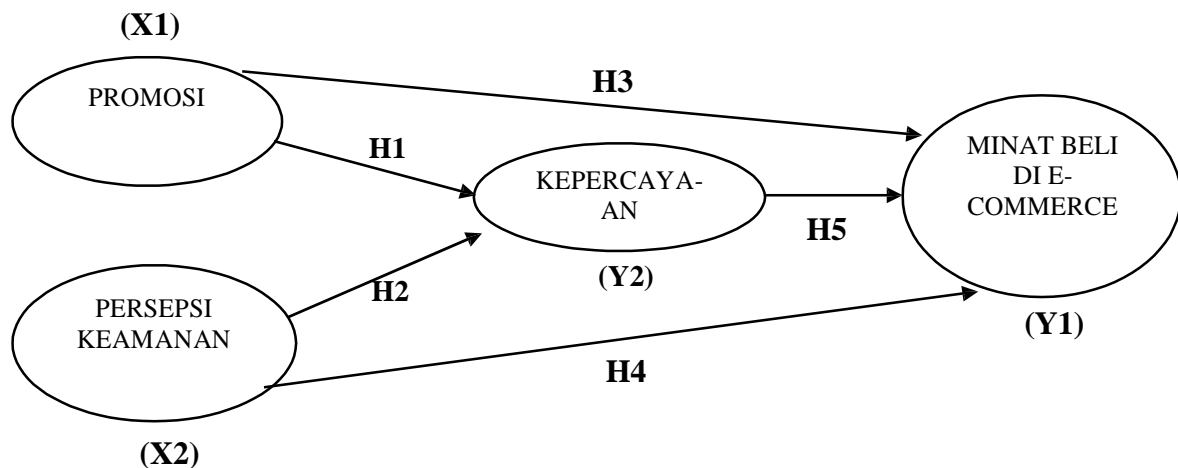 (X1)
PROMOSI
H3
H1
KEPERCAYA-
AN
MINAT BELI
DI E-
COMMERCE
H5
(Y2)
H2
PERSEPSI
KEAMANAN
(Y1)
H4
(X2)